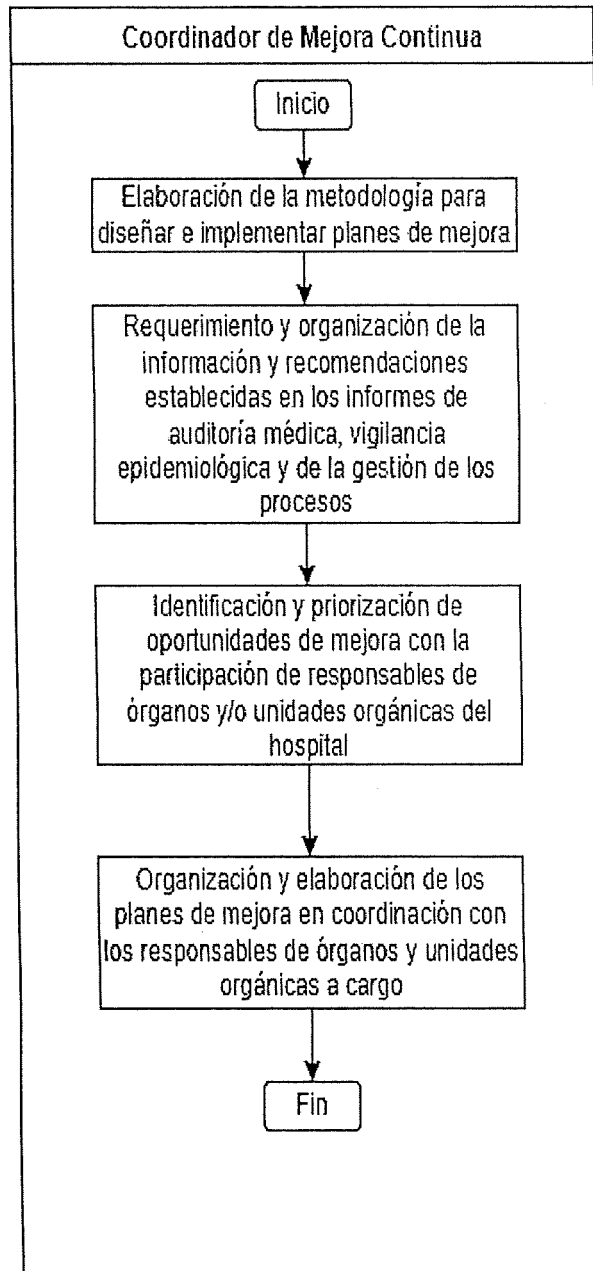 Coordinador de Mejora Continua
Inicio
Elaboración de la metodología para
diseñar e implementar planes de mejora
Requerimiento y organización de la
información y recomendaciones
establecidas en los informes de
auditoría médica, vigilancia
epidemiológica y de la gestión de los
procesos
Identificación y priorización de
oportunidades de mejora con la
participación de responsables de
órganos y/o unidades orgánicas del
hospital
Organización y elaboración de los
planes de mejora en coordinación con
los responsables de órganos y unidades
orgánicas a cargo
Fin